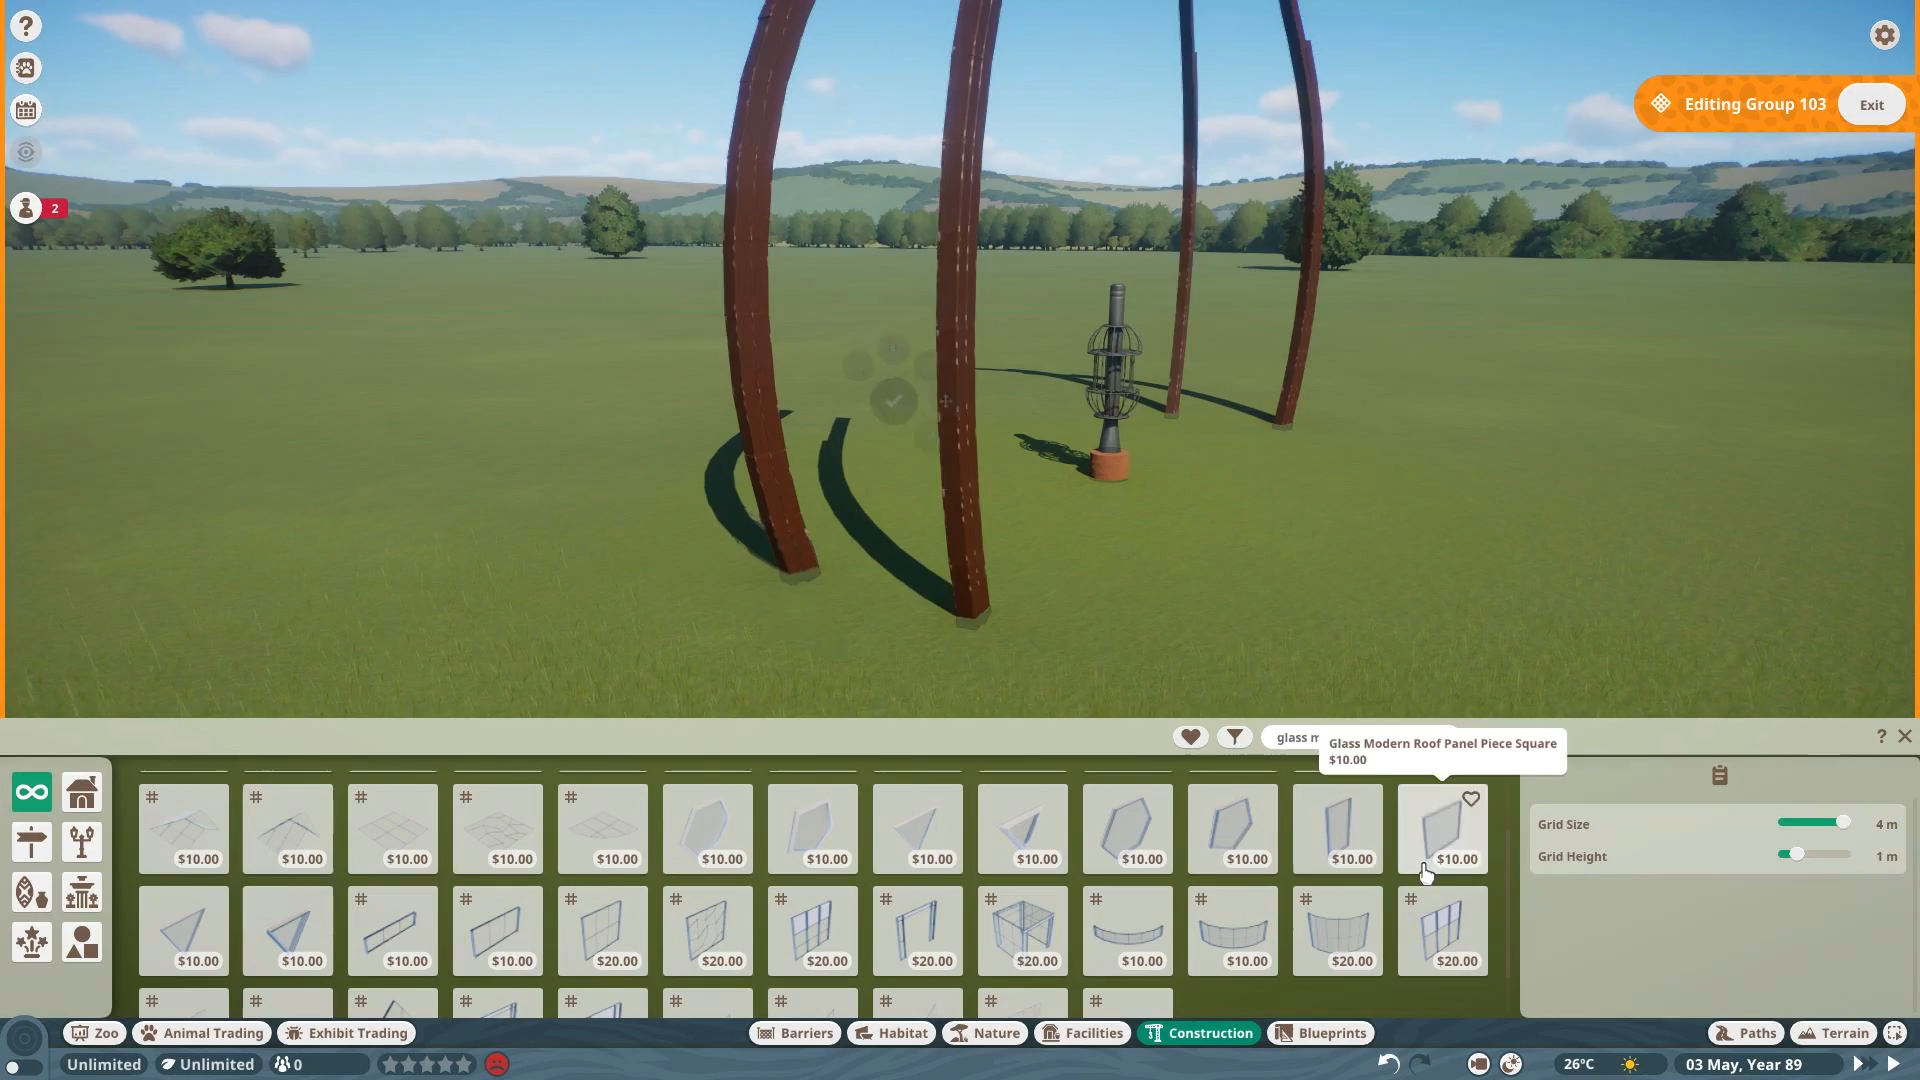 ?
Editing Group 103
Exit
2
glass m
?
Glass Modern Roof Panel Piece Square
$10.00
$10.00
$10.00
$10.00
$10.00
$10.00
$10.00
$10.00
$10.00
$10.00
$10.00
$10.00
$10.00
$10.00
Grid Size
4 m
Grid Height
1 m
$10.00
$10.00
$10.00
$10.00
$20.00
$20.00
$20.00
$20.00
$20.00
$10.00
$10.00
$20.00
$20.00
Zoo
Animal Trading
Exhibit Trading
Barriers
Habitat
Nature
Facilities
Construction
Blueprints
Paths
Terrain
Unlimited
Unlimited
0
26°C
03 May, Year 89